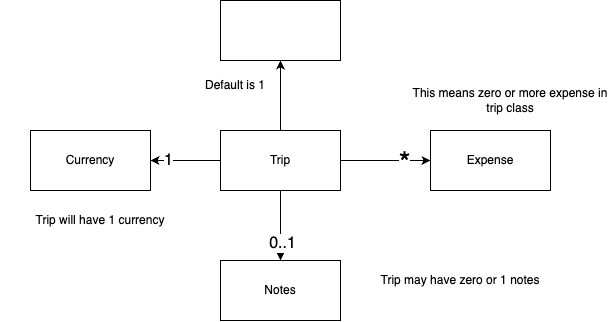 Default is 1
This means zero or more expense in
trip class
Currency
1
Trip
*
Expense
Trip will have 1 currency
0..1
Notes
Trip may have zero or 1 notes